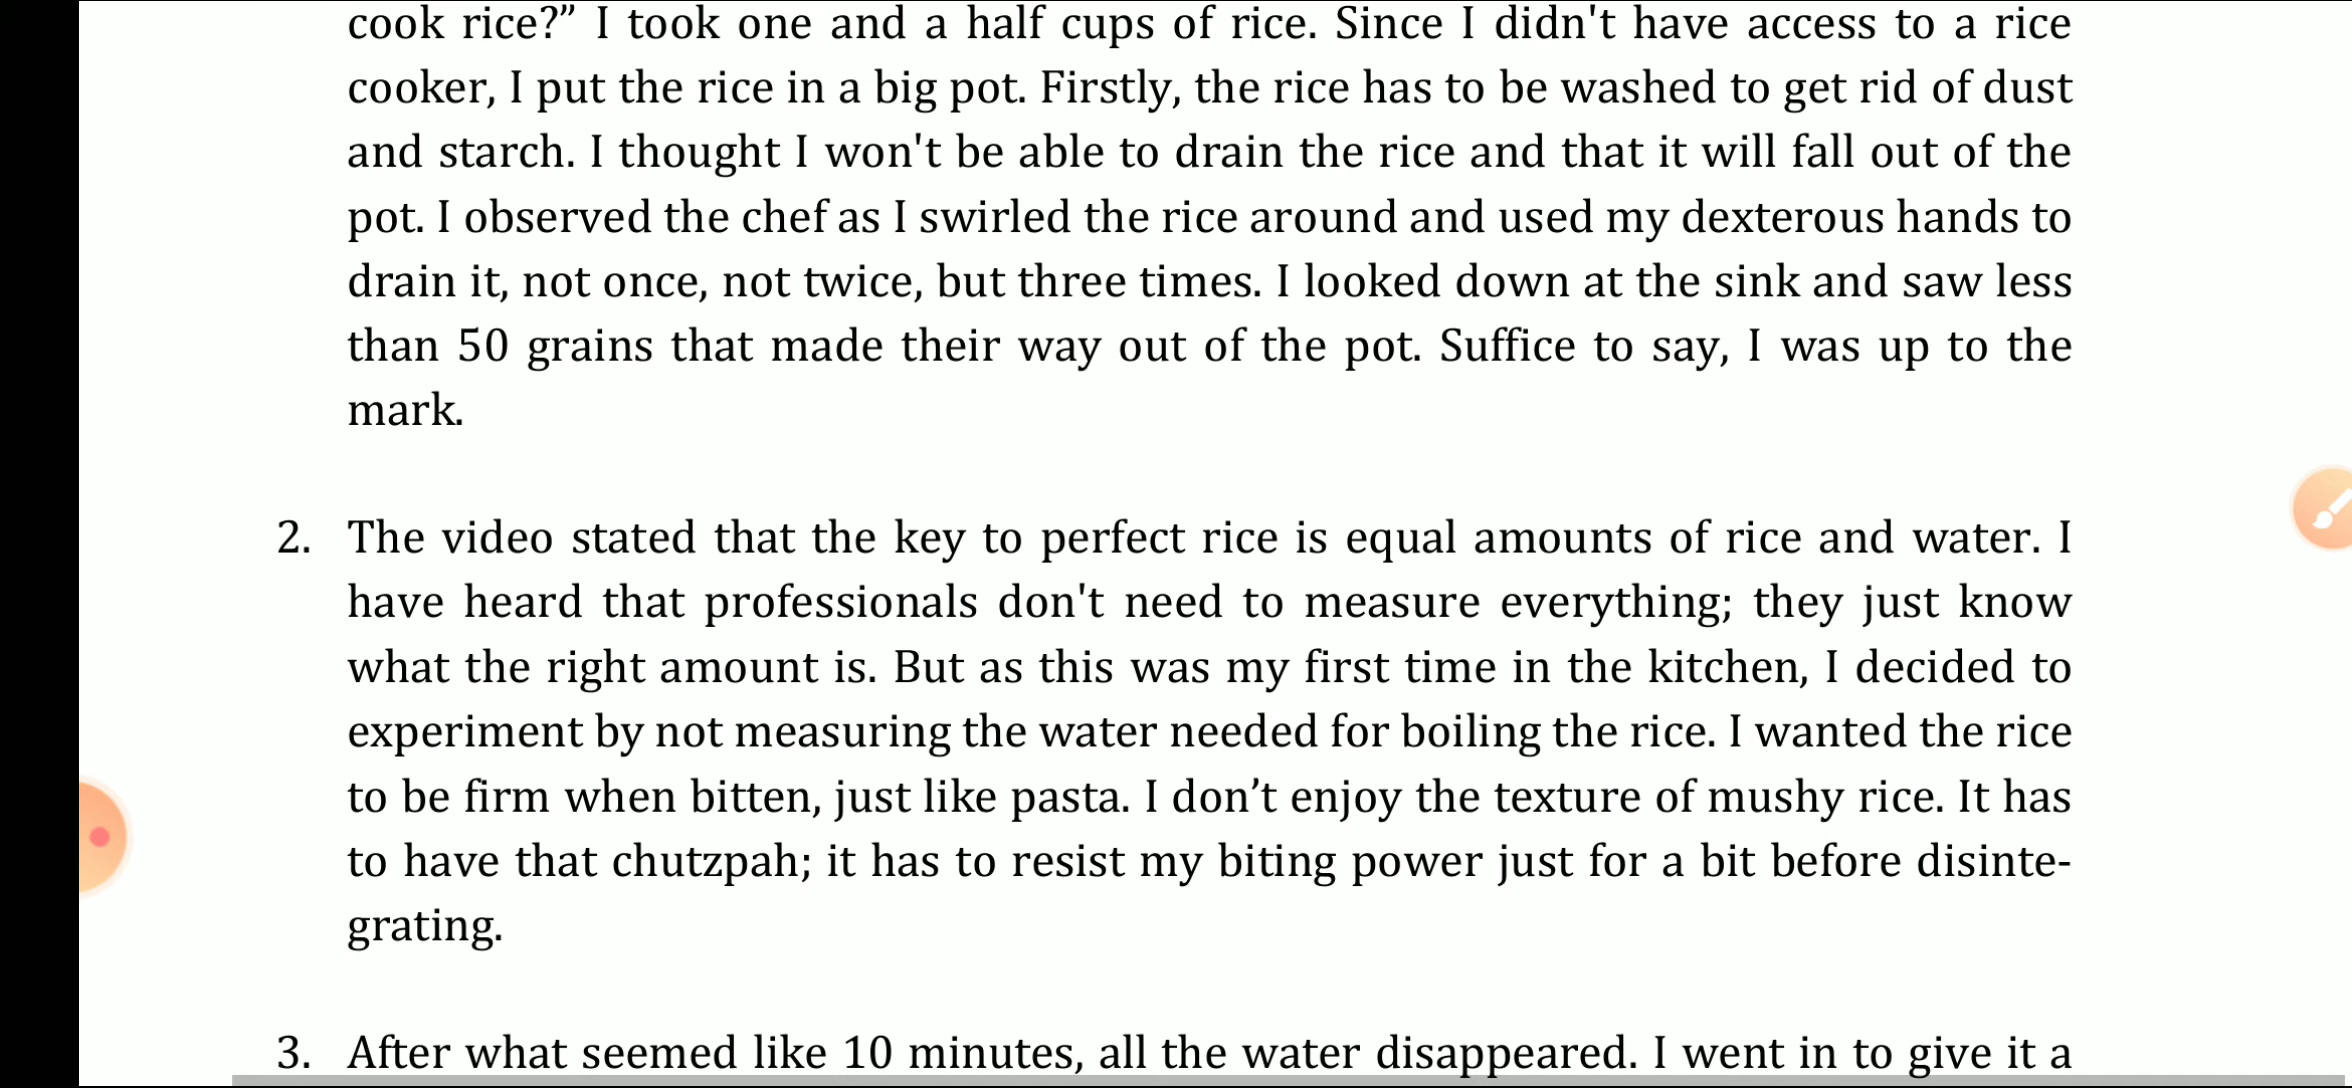 cook rice?” I took one and a half cups of rice. Since I didn't have access to a rice
cooker, I put the rice in a big pot. Firstly, the rice has to be washed to get rid of dust
and starch. I thought I won't be able to drain the rice and that it will fall out of the
pot. I observed the chef as I swirled the rice around and used my dexterous hands to
drain it, not once, not twice, but three times. I looked down at the sink and saw less
than 50 grains that made their way out of the pot. Suffice to say, I was up to the
mark.
2. The video stated that the key to perfect rice is equal amounts of rice and water. I
have heard that professionals don't need to measure everything; they just know
what the right amount is. But as this was my first time in the kitchen, I decided to
experiment by not measuring the water needed for boiling the rice. I wanted the rice
to be firm when bitten, just like pasta. I don’t enjoy the texture of mushy rice. It has
to have that chutzpah; it has to resist my biting power just for a bit before disinte-
grating.
3. After what seemed like 10 minutes, all the water disappeared. I went in to give it a